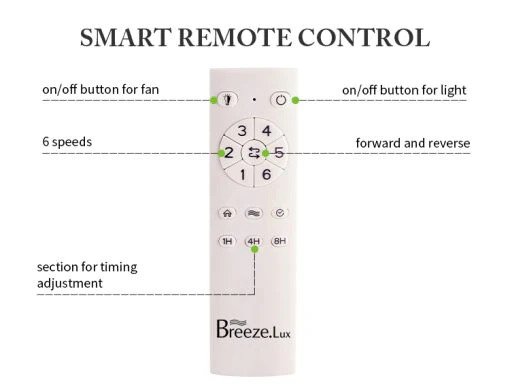 SMART REMOTE CONTROL
on/off button for fan
on/off button for light
3 4
6 speeds
2 5
forward and reverse
1 6
1H 4H 8H
section for timing
adjustment
Breeze.Lux